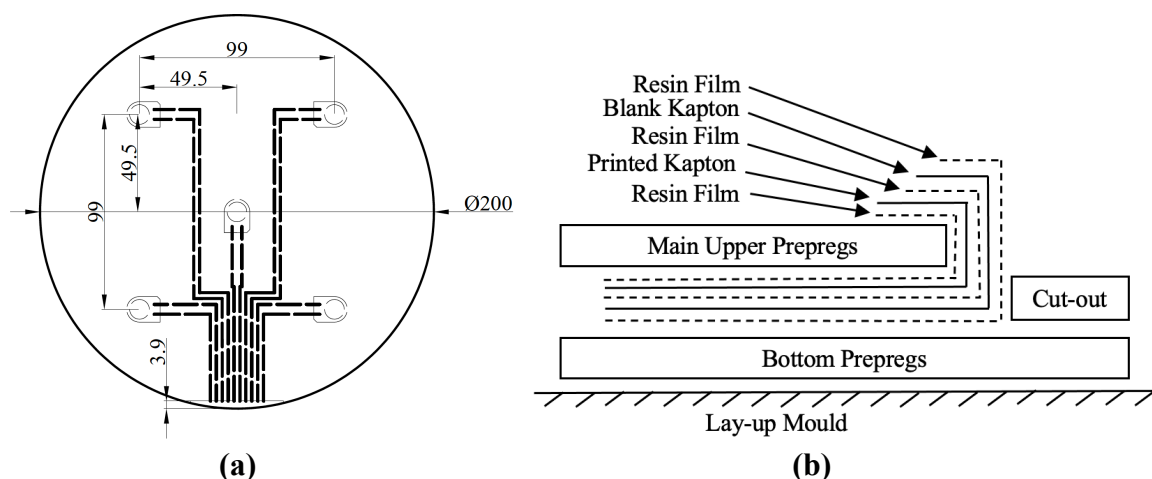 99
49.5
49.5
99
Ø200
3.9
(a)
Resin Film
Blank Kapton
Resin Film
Printed Kapton
Resin Film
Main Upper Prepregs
Cut-out
Bottom Prepregs
Lay-up Mould
(b)